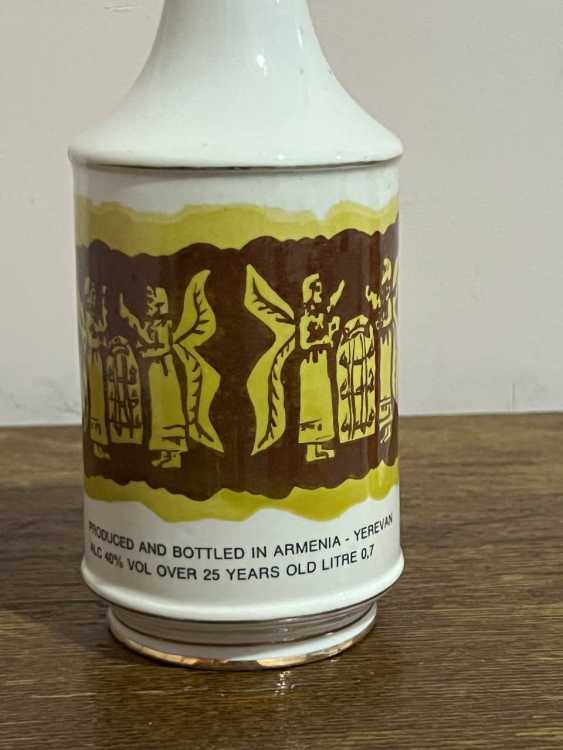 PRODUCED AND BOTTLED IN ARMENIA - YEREVAN
ALC 40% VOL OVER 25 YEARS OLD LITRE 0,7